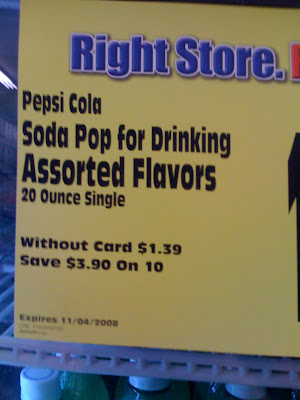 Right Store.
Pepsi Cola
Soda Pop for Drinking
Assorted Flavors
20 Ounce Single
Without Card $1.39
Save $3.90 On 10
Expires 11/04/2008